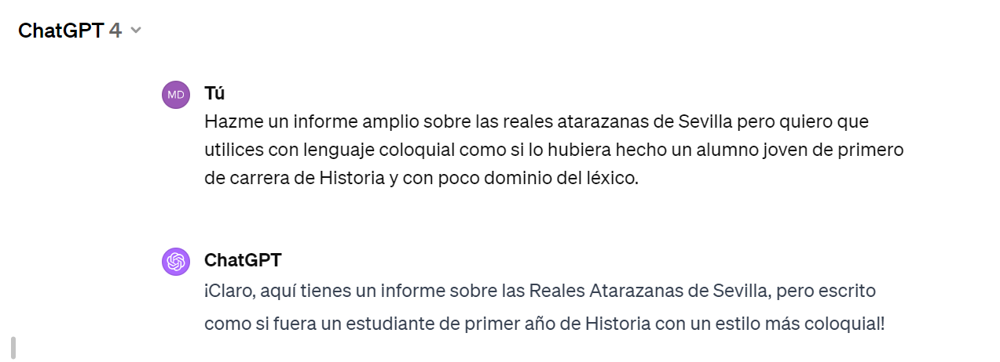 ChatGPT 4
MD
Tú
Hazme un informe amplio sobre las reales atarazanas de Sevilla pero quiero que
utilices con lenguaje coloquial como si lo hubiera hecho un alumno joven de primero
de carrera de Historia y con poco dominio del léxico.
ChatGPT
¡Claro, aquí tienes un informe sobre las Reales Atarazanas de Sevilla, pero escrito
como si fuera un estudiante de primer año de Historia con un estilo más coloquial!